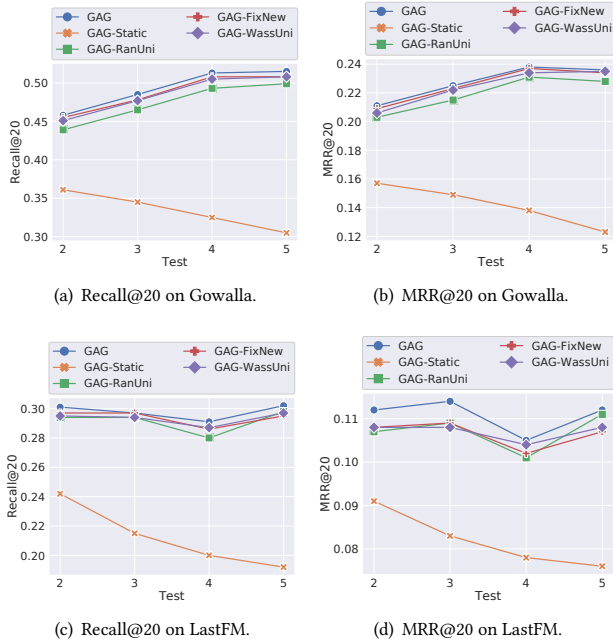 GAG
GAG-FixNew
GAG-Static
GAG-WassUni
GAG-RanUni
Recall@20
0.50
0.45
0.40
0.35
0.30
2 3 4 5
Test
(a) Recall@20 on Gowalla.
GAG
GAG-FixNew
GAG-Static
GAG-WassUni
GAG-RanUni
MRR@20
0.24
0.22
0.20
0.18
0.16
0.14
0.12
2 3 4 5
Test
(b) MRR@20 on Gowalla.
GAG
GAG-FixNew
GAG-Static
GAG-WassUni
GAG-RanUni
Recall@20
0.30
0.28
0.26
0.24
0.22
0.20
2 3 4 5
Test
(c) Recall@20 on LastFM.
GAG
GAG-FixNew
GAG-Static
GAG-WassUni
GAG-RanUni
MRR@20
0.11
0.10
0.09
0.08
2 3 4 5
Test
(d) MRR@20 on LastFM.